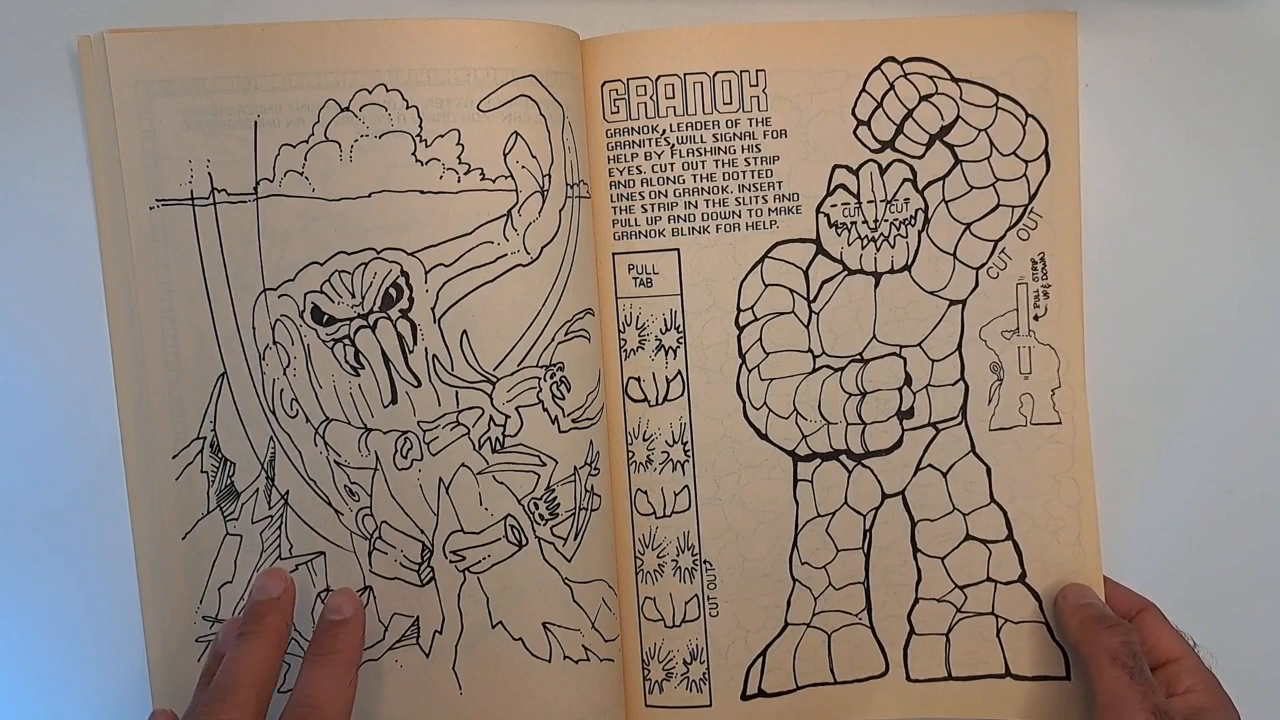 GRANOK
GRANOK, LEADER OF THE
GRANITES, WILL SIGNAL FOR
HELP BY FLASHING HIS
EYES. CUT OUT THE STRIP
AND ALONG THE DOTTED
LINES ON GRANOK. INSERT
THE STRIP IN THE SLITS AND
PULL UP AND DOWN TO MAKE
GRANOK BLINK FOR HELP.
PULL
TAB
CUT OUT
CUT CUT
CUT OUT
PULL STRIP
UP & DOWN